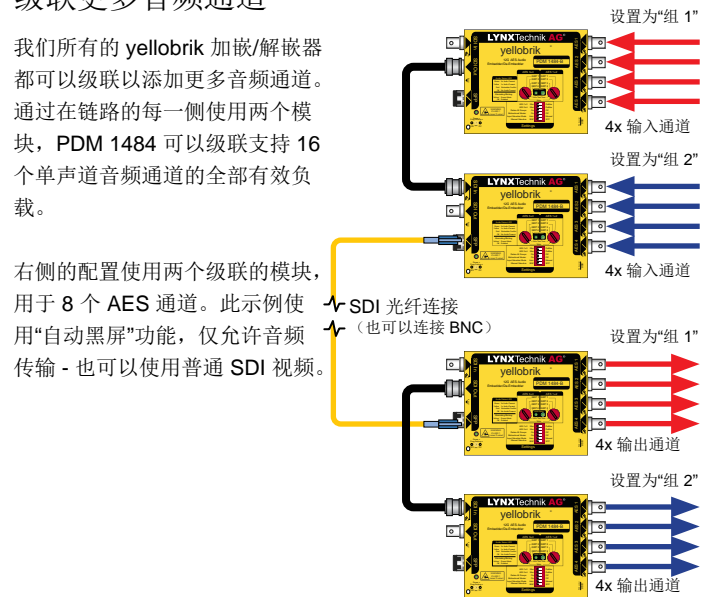 级联更多音频通道
我们所有的 yellobrik 加嵌/解嵌器
都可以级联以添加更多音频通道。
通过在链路的每一侧使用两个模
块，PDM 1484 可以级联支持 16
个单声道音频通道的全部有效负
载。
右侧的配置使用两个级联的模块，
用于 8 个 AES 通道。此示例使
用“自动黑屏”功能，仅允许音频
传输 - 也可以使用普通 SDI 视频。
设置为“组 1”
LYNXTechnik AG
yellobrik
PDM 1484-B
Settings
4x 输入通道
设置为“组 2”
LYNXTechnik AG
yellobrik
PDM 1484-B
Settings
4x 输入通道
SDI 光纤连接
（也可以连接 BNC）
设置为“组 1”
LYNXTechnik AG
yellobrik
PDM 1484-B
Settings
4x 输出通道
设置为“组 2”
LYNXTechnik AG
yellobrik
PDM 1484-B
Settings
4x 输出通道